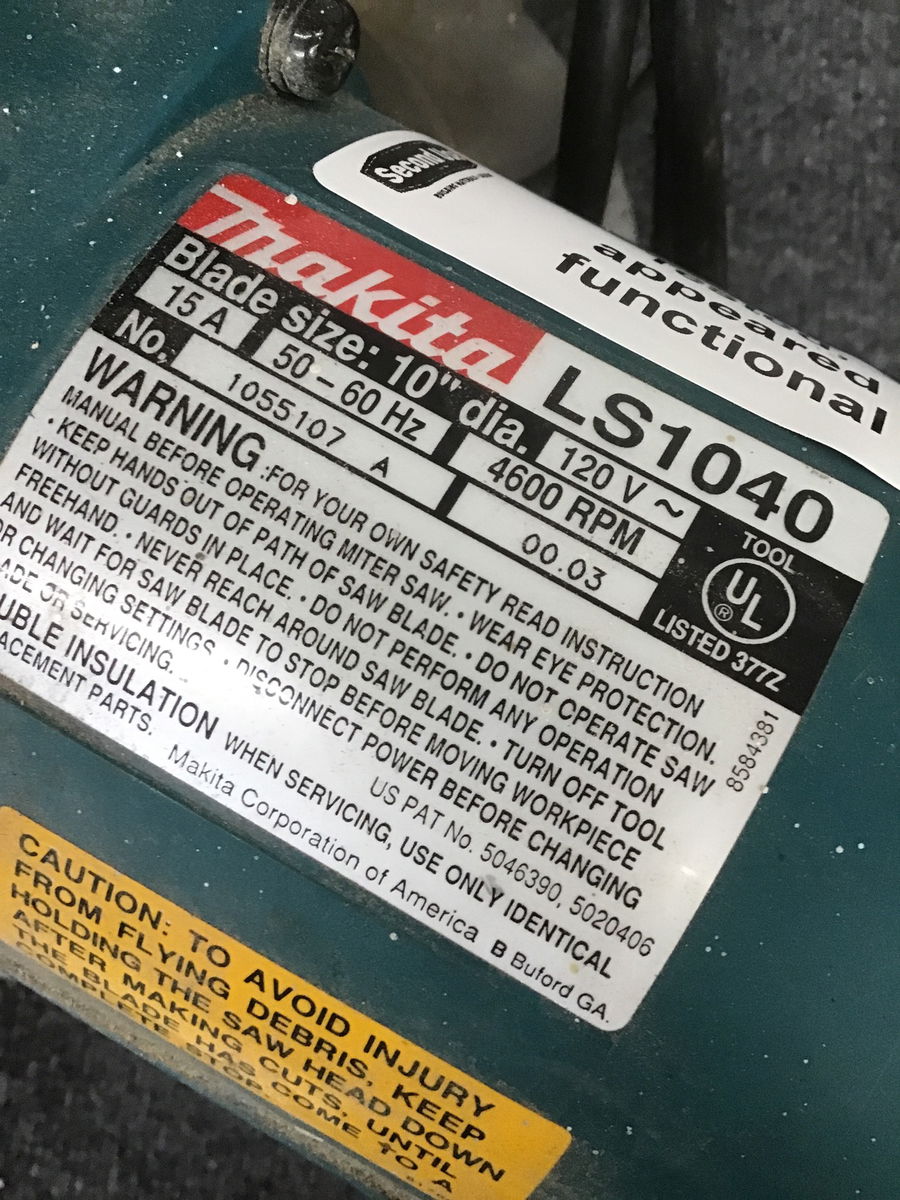 Second
appeared
functional
makita
LS1040
Blade size: 10" dia.
15 A
50 – 60 Hz
120 V ~
4600 RPM
No.
1055107 A
00.03
TOOL
UL
®
LISTED 377Z
WARNING :FOR YOUR OWN SAFETY READ INSTRUCTION
MANUAL BEFORE OPERATING MITER SAW. • WEAR EYE PROTECTION.
• KEEP HANDS OUT OF PATH OF SAW BLADE. • DO NOT OPERATE SAW
WITHOUT GUARDS IN PLACE. • DO NOT PERFORM ANY OPERATION
FREEHAND. • NEVER REACH AROUND SAW BLADE. • TURN OFF TOOL
AND WAIT FOR SAW BLADE TO STOP BEFORE MOVING WORKPIECE
OR CHANGING SETTINGS. • DISCONNECT POWER BEFORE CHANGING
ADE OR SERVICING.
US PAT No. 5046390, 5020406
UBLE INSULATION WHEN SERVICING, USE ONLY IDENTICAL
ACEMENT PARTS.
Makita Corporation of America B Buford GA.
8584381
CAUTION: TO AVOID INJURY
FROM FLYING DEBRIS, KEEP
HOLDING THE SAW HEAD DOWN
AFTER MAKING CUTS, UNTIL
THE BLADE HAS COME TO A
COMPLETE STOP.